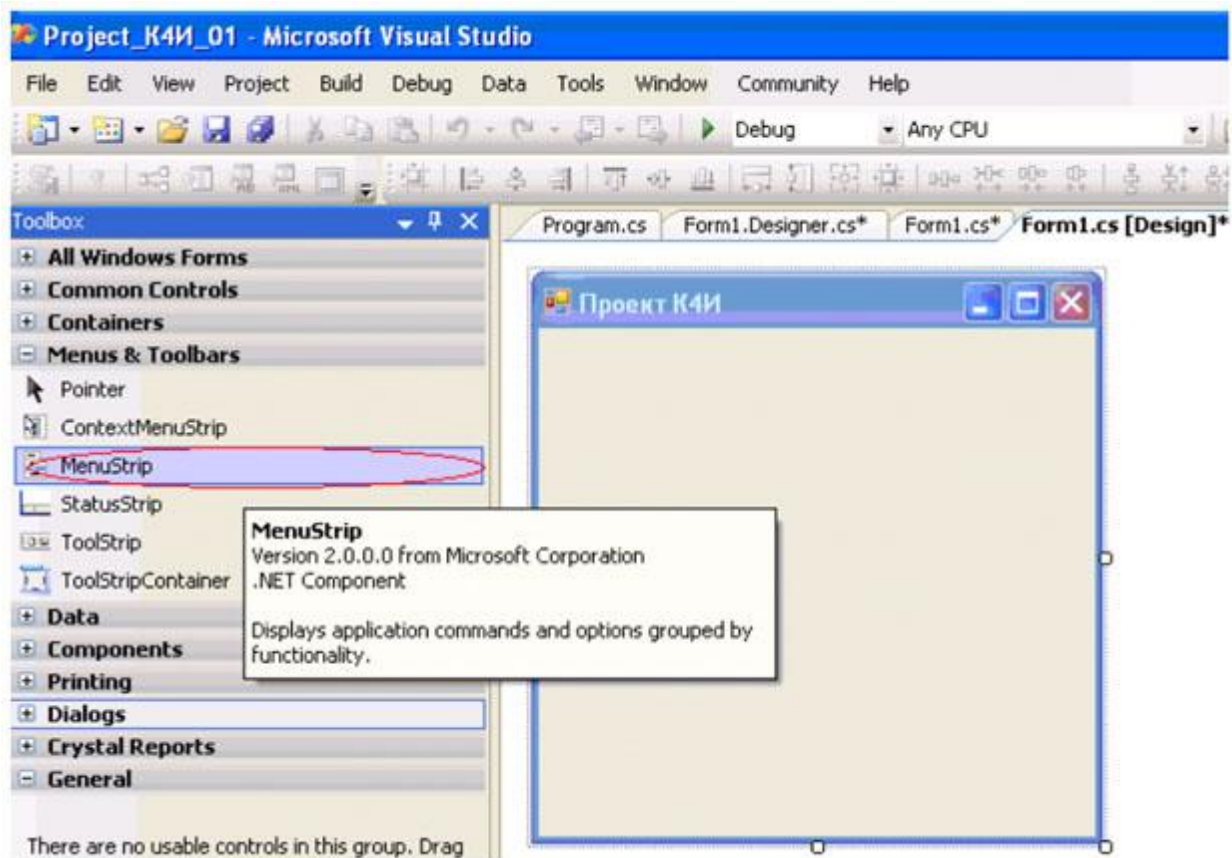 Project_К4И_01 - Microsoft Visual Studio
File Edit View Project Build Debug Data Tools Window Community Help
Debug Any CPU
Toolbox
Program.cs Form1.Designer.cs* Form1.cs* Form1.cs [Design]*
All Windows Forms
Common Controls
Containers
Menus & Toolbars
Pointer
ContextMenuStrip
MenuStrip
StatusStrip
ToolStrip
ToolStripContainer
Data
Components
Printing
Dialogs
Crystal Reports
General
There are no usable controls in this group. Drag
Проект К4И
MenuStrip
Version 2.0.0.0 from Microsoft Corporation
.NET Component
Displays application commands and options grouped by
functionality.